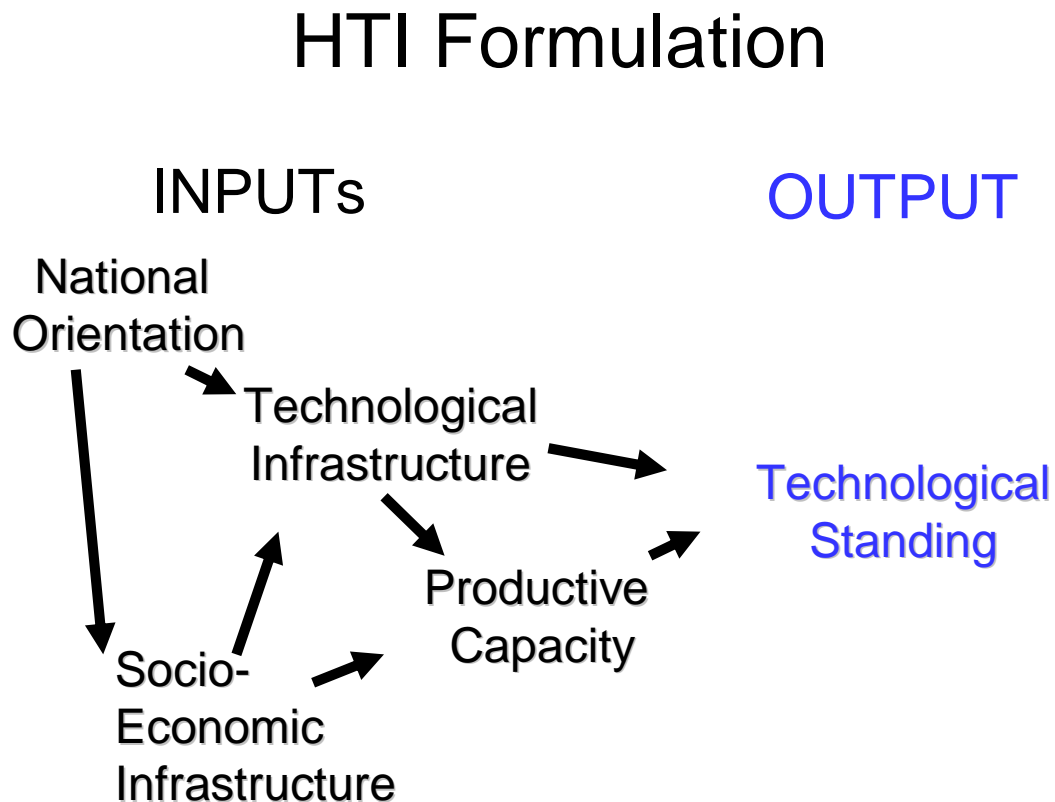 HTI Formulation
INPUTs
OUTPUT
National
Orientation
Technological
Infrastructure
Technological
Standing
Productive
Capacity
Socio-
Economic
Infrastructure